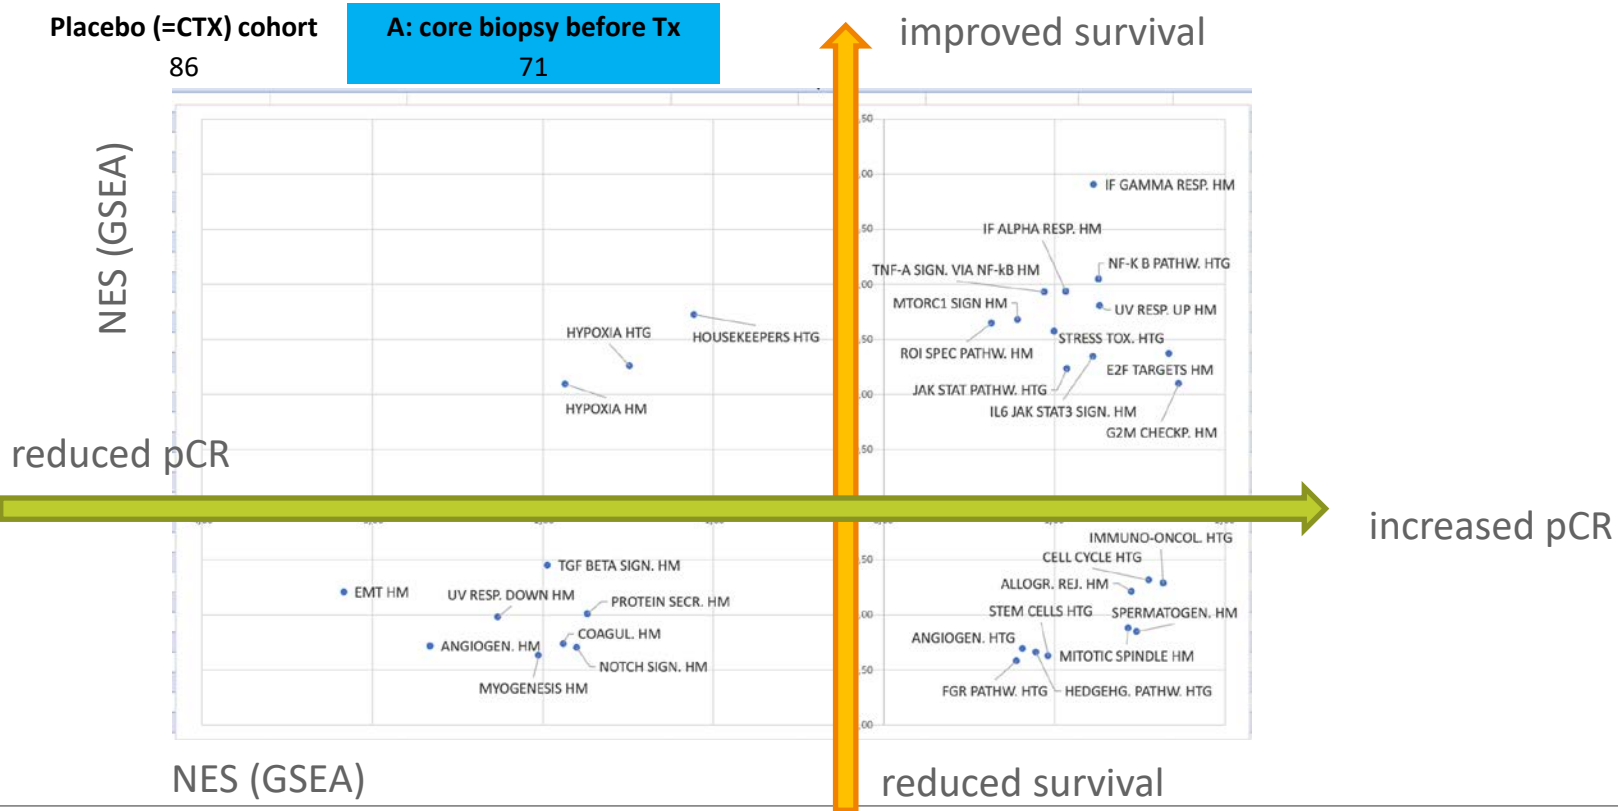 Placebo (=CTX) cohort
A: core biopsy before Tx
86
71
improved survival
NES (GSEA)
IF GAMMA RESP. HM
IF ALPHA RESP. HM
NF-K B PATHW. HTG
TNF-A SIGN. VIA NF-kB HM
MTORC1 SIGN HM
UV RESP. UP HM
HYPOXIA HTG
HOUSEKEEPERS HTG
STRESS TOX. HTG
ROI SPEC PATHW. HM
E2F TARGETS HM
JAK STAT PATHW. HTG
HYPOXIA HM
IL6 JAK STAT3 SIGN. HM
G2M CHECKP. HM
reduced pCR
increased pCR
IMMUNO-ONCOL. HTG
CELL CYCLE HTG
TGF BETA SIGN. HM
ALLOGR. REJ. HM
EMT HM
UV RESP. DOWN HM
PROTEIN SECR. HM
STEM CELLS HTG
SPERMATOGEN. HM
COAGUL. HM
ANGIOGEN. HTG
ANGIOGEN. HM
NOTCH SIGN. HM
MITOTIC SPINDLE HM
MYOGENESIS HM
FGR PATHW. HTG
HEDGEHG. PATHW. HTG
NES (GSEA)
reduced survival